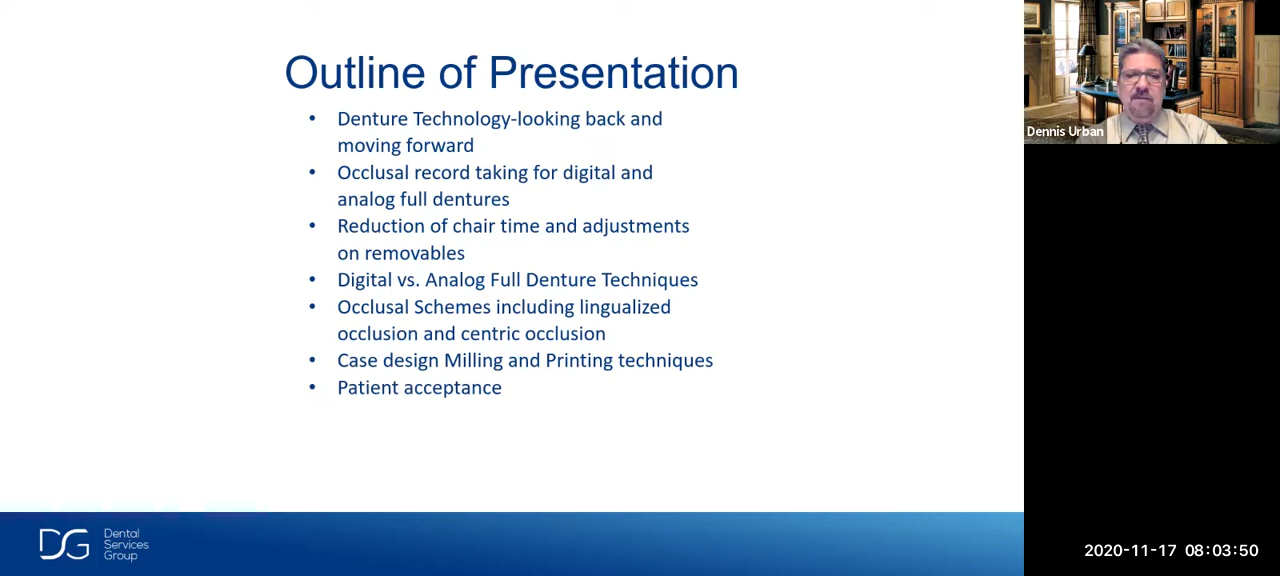 Outline of Presentation
• Denture Technology-looking back and
moving forward
• Occlusal record taking for digital and
analog full dentures
• Reduction of chair time and adjustments
on removables
• Digital vs. Analog Full Denture Techniques
• Occlusal Schemes including lingualized
occlusion and centric occlusion
• Case design Milling and Printing techniques
• Patient acceptance
Dennis Urban
DSG
Dental
Services
Group
2020-11-17 08:03:50